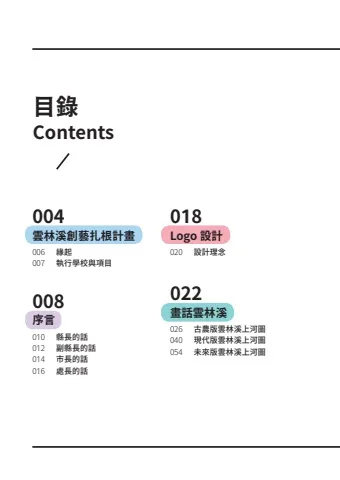 目錄
Contents
004
雲林溪創藝扎根計畫
006 緣起
007 執行學校與項目
008
序言
010 縣長的話
012 副縣長的話
014 市長的話
016 處長的話
018
Logo 設計
020 設計理念
022
畫話雲林溪
026 古農版雲林溪上河圖
040 現代版雲林溪上河圖
054 未來版雲林溪上河圖